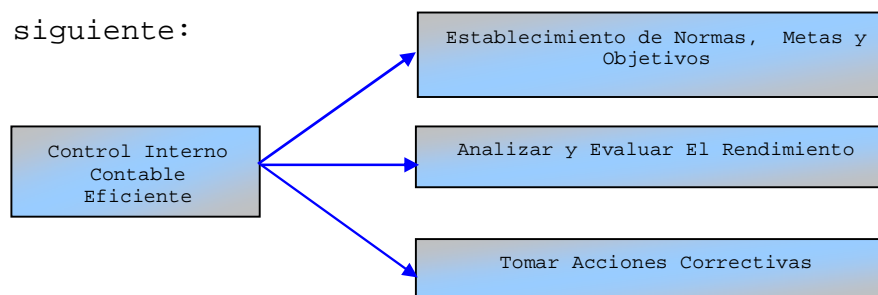 siguiente:
Establecimiento de Normas, Metas y
Objetivos
Control Interno
Contable
Eficiente
Analizar y Evaluar El Rendimiento
Tomar Acciones Correctivas